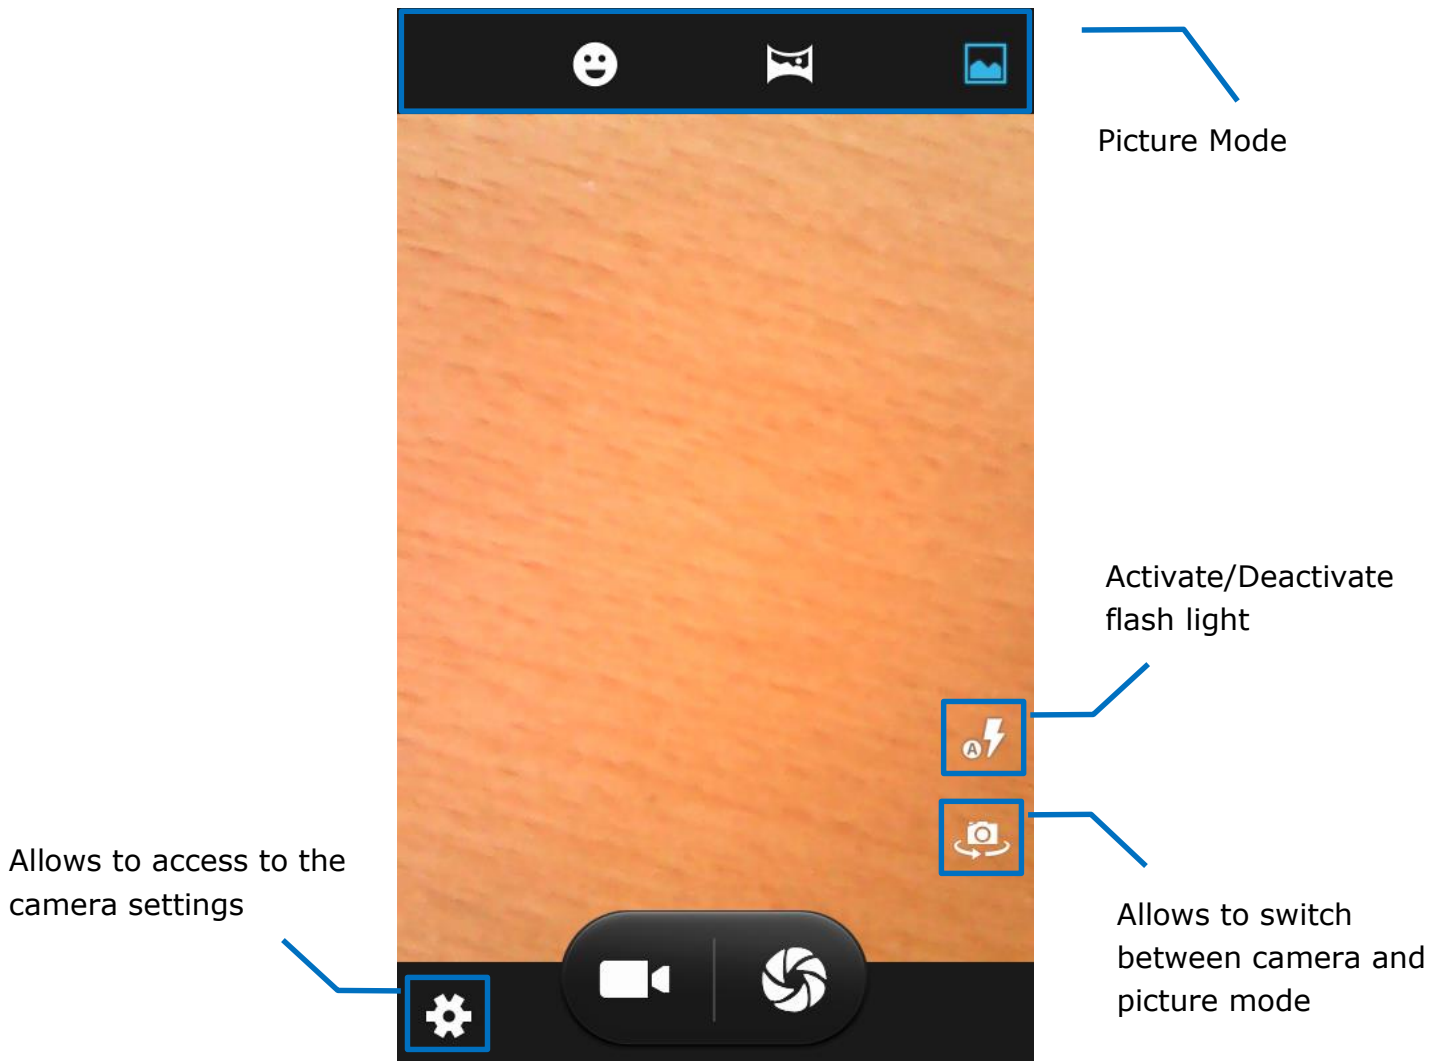 Picture Mode
Activate/Deactivate
flash light
A
Allows to access to the
camera settings
Allows to switch
between camera and
picture mode